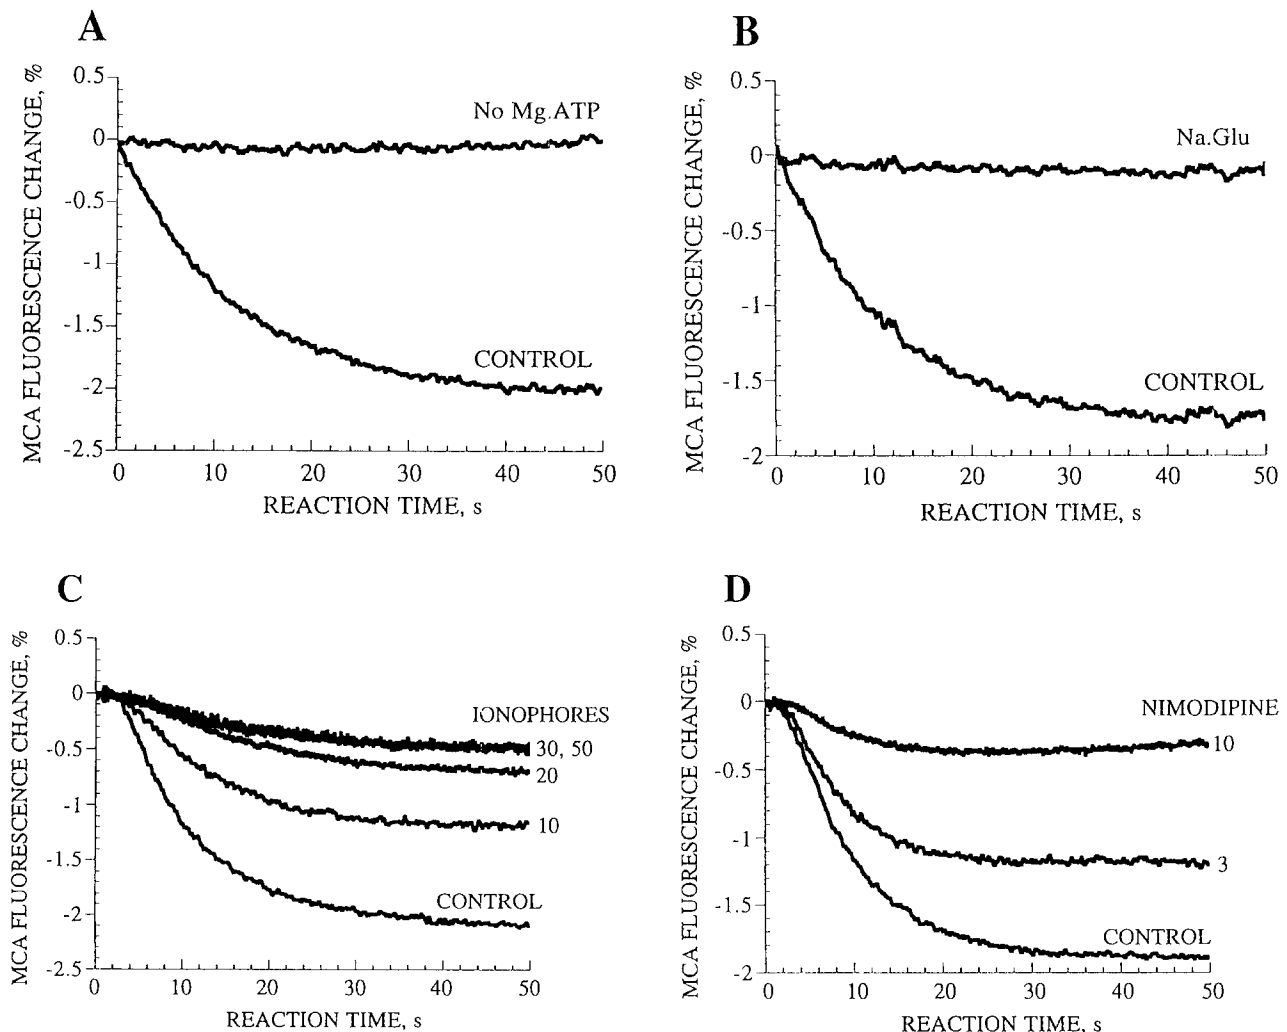 A
MCA FLUORESCENCE CHANGE, %
0.5
0
-0.5
-1
-1.5
-2
-2.5
No Mg.ATP
CONTROL
0 10 20 30 40 50
REACTION TIME, s
B
MCA FLUORESCENCE CHANGE, %
0.5
0
-0.5
-1
-1.5
-2
Na.Glu
CONTROL
0 10 20 30 40 50
REACTION TIME, s
C
MCA FLUORESCENCE CHANGE, %
0.5
0
-0.5
-1
-1.5
-2
-2.5
IONOPHORES
30, 50
20
10
CONTROL
0 10 20 30 40 50
REACTION TIME, s
D
MCA FLUORESCENCE CHANGE, %
0.5
0
-0.5
-1
-1.5
-2
NIMODIPINE
10
3
CONTROL
0 10 20 30 40 50
REACTION TIME, s